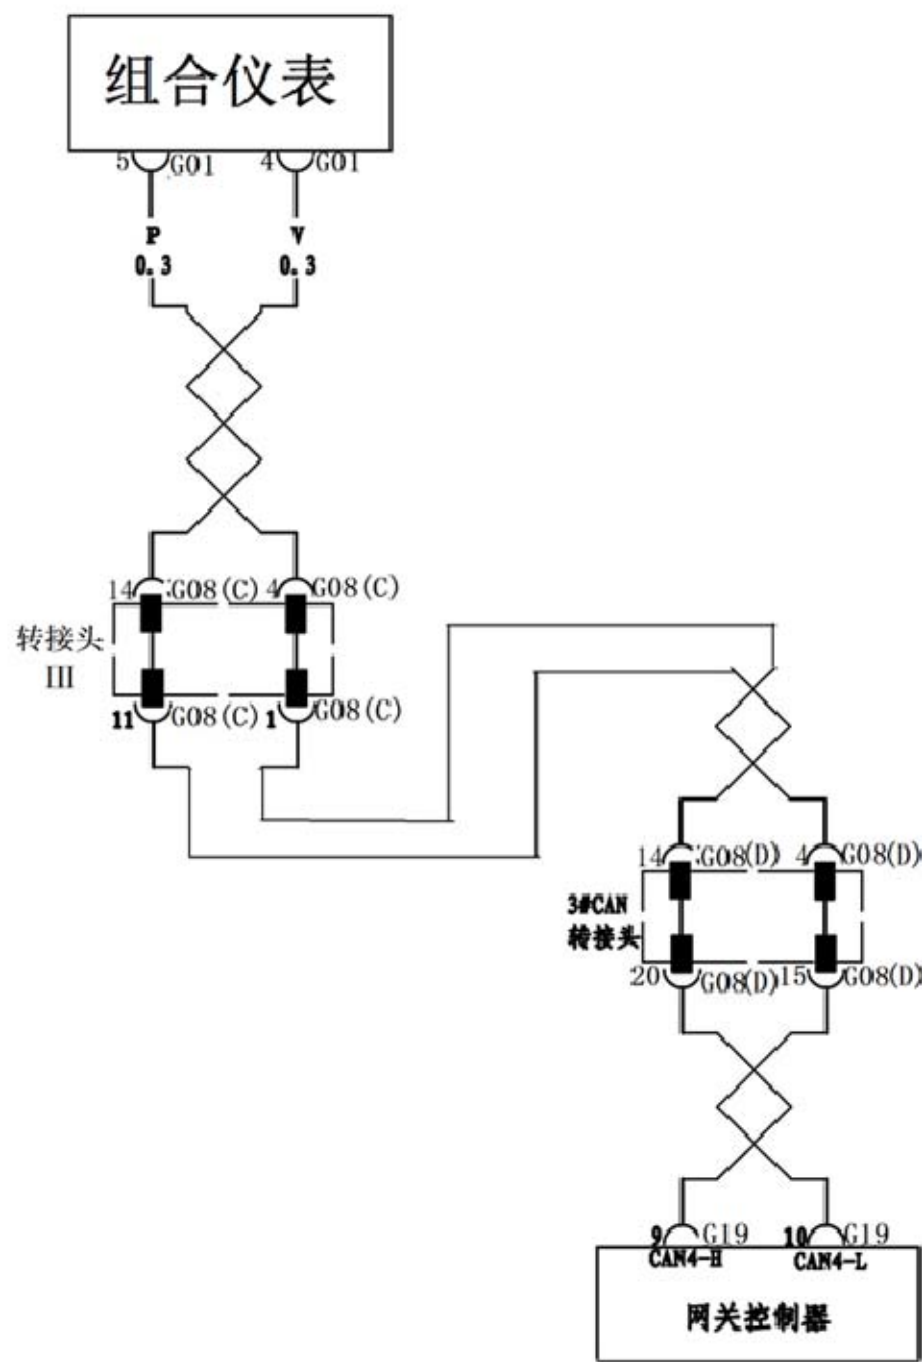 组合仪表
5 G01 4 G01
P V
0.3 0.3
14 G08(C) 4 G08(C)
转接头
III
11 G08(C) 1 G08(C)
14 G08(D) 4 G08(D)
3#CAN
转接头
20 G08(D) 15 G08(D)
9 G19 10 G19
CAN4-H CAN4-L
网关控制器